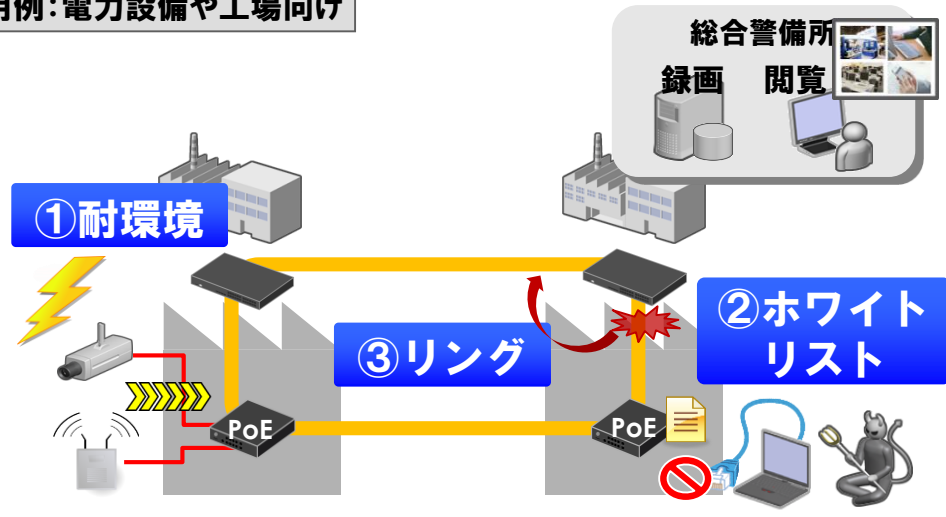 用例：電力設備や工場向け
総合警備所
録画 閲覧
①耐環境
②ホワイト
リスト
③リング
PoE
PoE